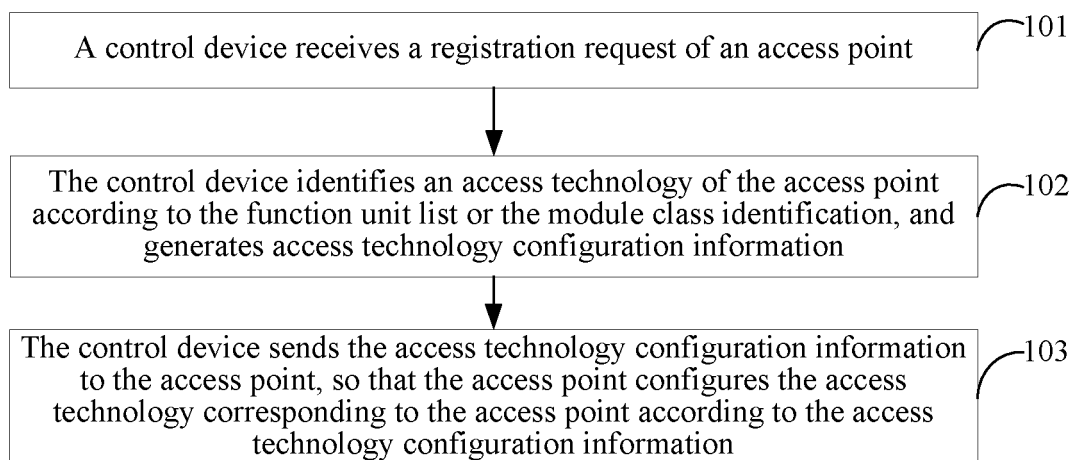 A control device receives a registration request of an access point
101
The control device identifies an access technology of the access point
according to the function unit list or the module class identification, and
generates access technology configuration information
102
The control device sends the access technology configuration information
to the access point, so that the access point configures the access
technology corresponding to the access point according to the access
technology configuration information
103